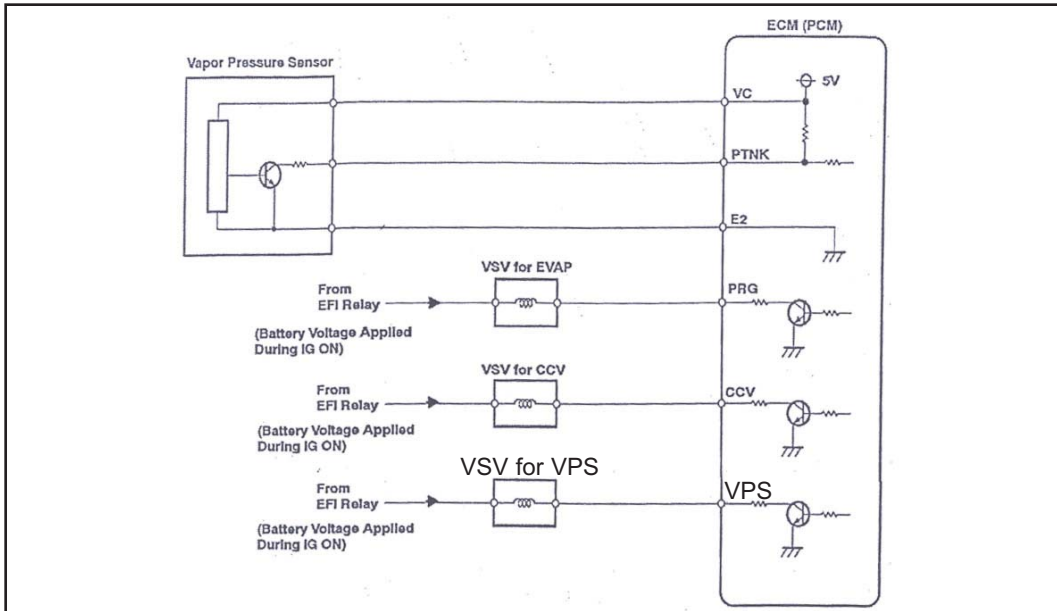 ECM (PCM)
Vapor Pressure Sensor
5V
VC
PTNK
E2
VSV for EVAP
From
EFI Relay
PRG
(Battery Voltage Applied
During IG ON)
VSV for CCV
From
EFI Relay
CCV
(Battery Voltage Applied
During IG ON)
VSV for VPS
From
EFI Relay
VPS
(Battery Voltage Applied
During IG ON)